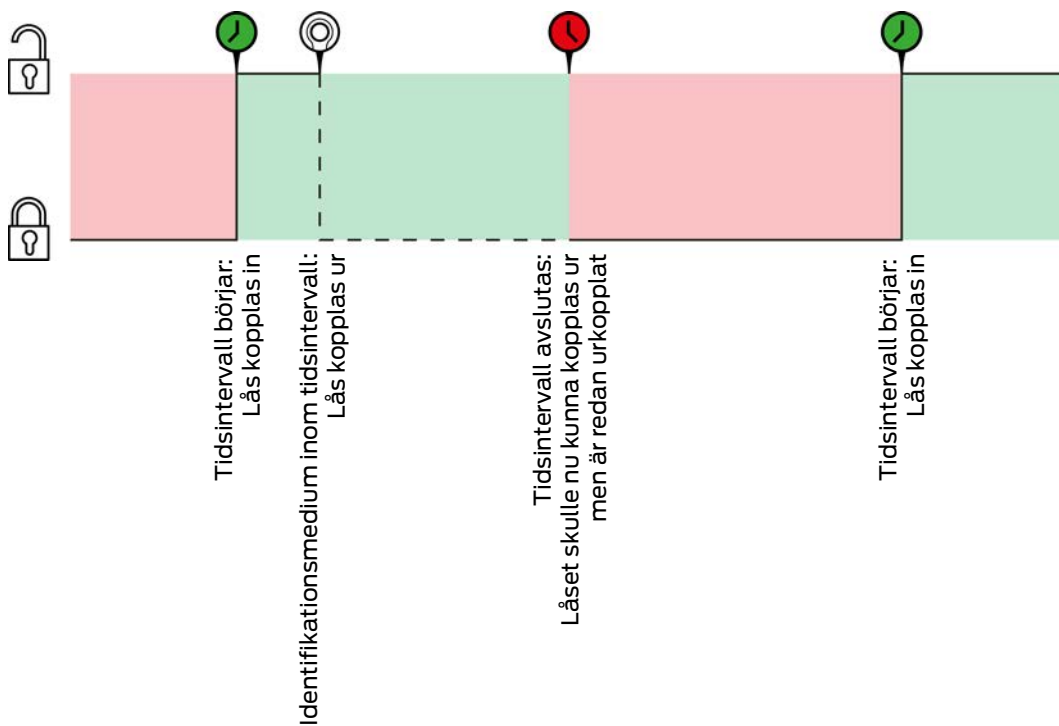 Tidsintervall börjar:
Lås kopplas in
Identifikationsmedium inom tidsintervall:
Lås kopplas ur
Tidsintervall avslutas:
Låset skulle nu kunna kopplas ur
men är redan urkopplat
Tidsintervall börjar:
Lås kopplas in